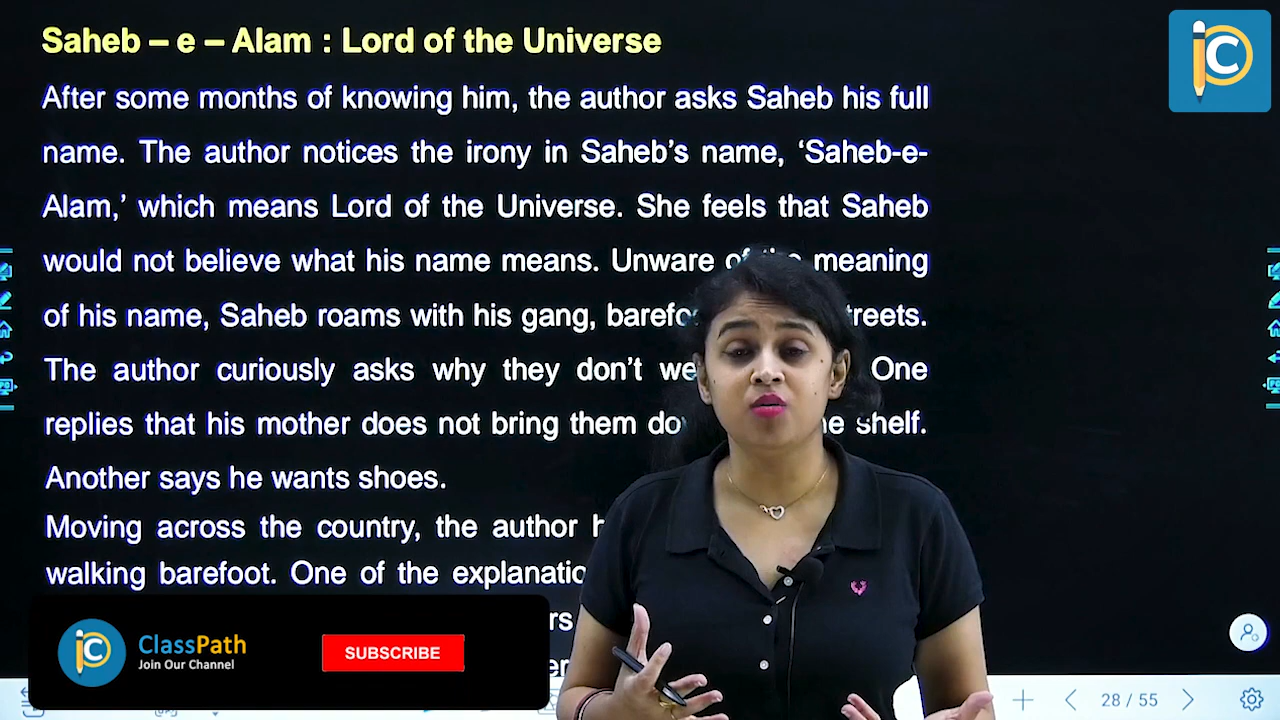 Saheb – e – Alam : Lord of the Universe
After some months of knowing him, the author asks Saheb his full
name. The author notices the irony in Saheb's name, 'Saheb-e-
Alam,' which means Lord of the Universe. She feels that Saheb
would not believe what his name means. Unware of the meaning
of his name, Saheb roams with his gang, treets.
The author curiously asks why they don't One
replies that his mother does not bring them shelf.
Another says he wants shoes.
Moving across the country, the author
walking barefoot. One of the
ClassPath
Join Our Channel
SUBSCRIBE
28 / 55